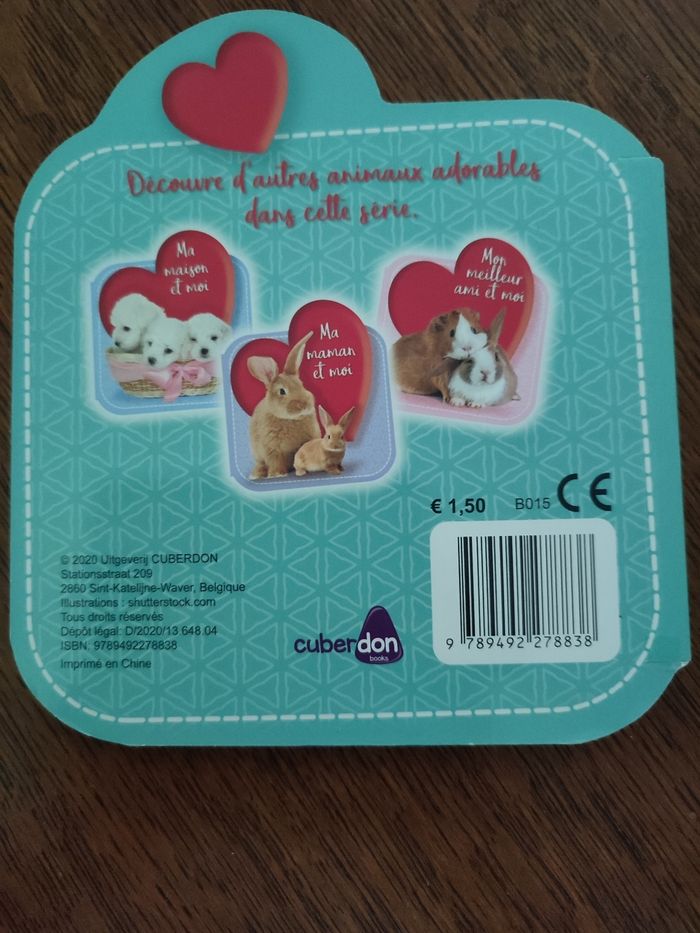 Découvre d'autres animaux adorables
dans cette série.
Ma
maison
et moi
Mon
meilleur
ami et moi
Ma
maman
et moi
€ 1,50
B015 CE
© 2020 Uitgeverij CUBERDON
Stationsstraat 209
2860 Sint-Katelijne-Waver, Belgique
Illustrations : shutterstock.com
Tous droits réservés
Dépôt légal: D/2020/13 648.04
ISBN: 9789492278838
Imprimé en Chine
cuberdon
books
9 789492 278838